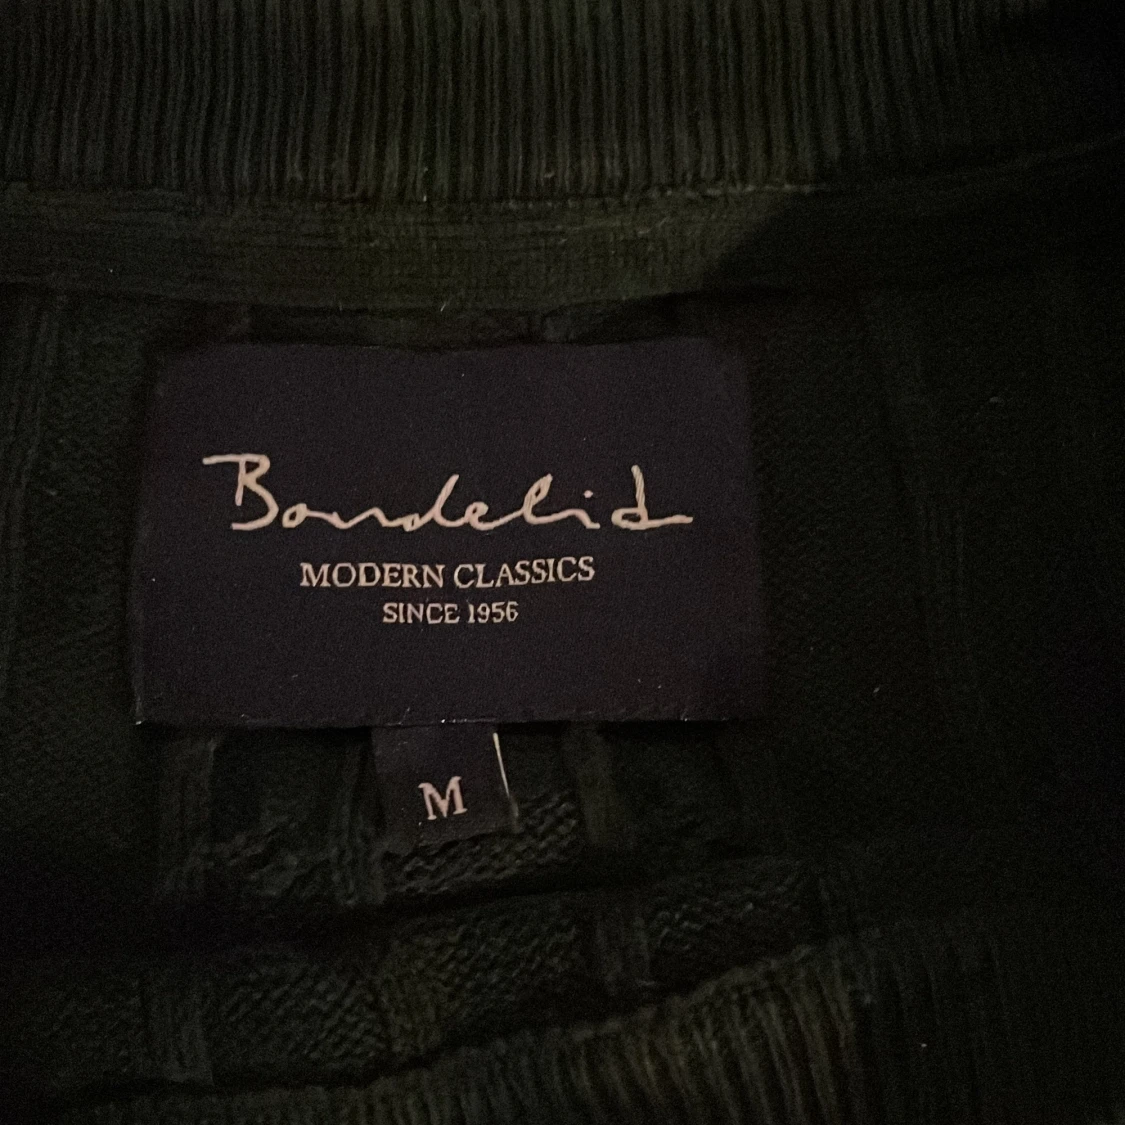 Bondelid
MODERN CLASSICS
SINCE 1956
M